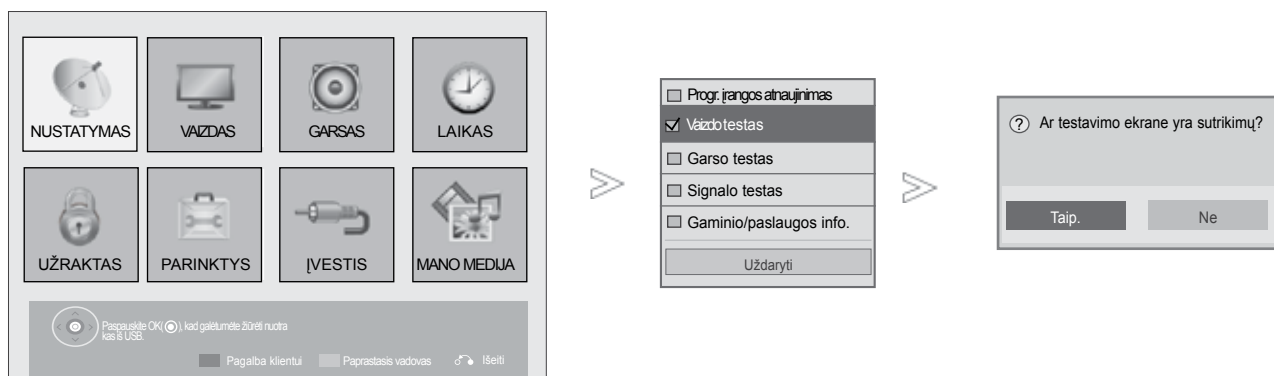 NUSTATYMAS
VAIZDAS
GARSAS
LAIKAS
UŽRAKTAS
PARINKTYS
ĮVESTIS
MANO MEDIJA
Paspauskite OK( ), kad galėtumėte žiūrėti nuotra
kas iš USB.
Pagalba klientui
Paprastasis vadovas
Išeiti
Progr. įrangos atnaujinimas
Vaizdo testas
Garso testas
Signalo testas
Gaminio/paslaugos info.
Uždaryti
? Ar testavimo ekrane yra sutrikimų?
Taip.
Ne